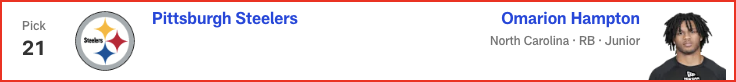 Pick
21
Steelers
Pittsburgh Steelers
Omarion Hampton
North Carolina · RB · Junior